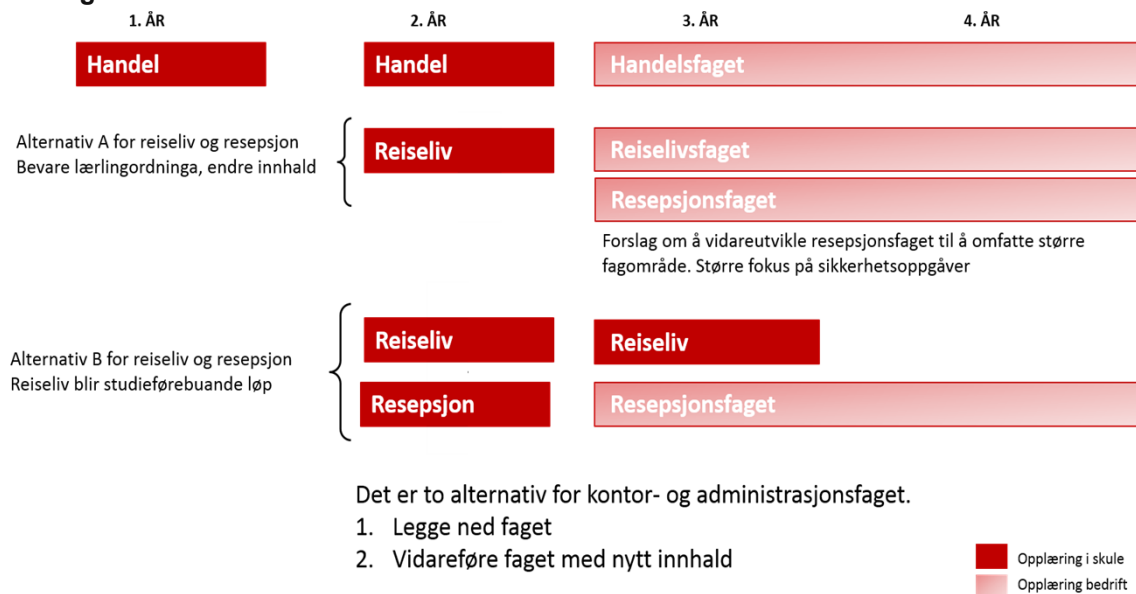 1. ÅR
2. ÅR
3. ÅR
4. ÅR
Handel
Handel
Handelsfaget
Alternativ A for reiseliv og resepsjon
Bevare lærlingordninga, endre innhald
Reiseliv
Reiselivsfaget
Resepsjonsfaget
Forslag om å vidareutvikle resepsjonsfaget til å omfatte større
fagområde. Større fokus på sikkerhetsoppgåver
Alternativ B for reiseliv og resepsjon
Reiseliv blir studieførebuande løp
Reiseliv
Reiseliv
Resepsjon
Resepsjonsfaget
Det er to alternativ for kontor- og administrasjonsfaget.
1. Legge ned faget
2. Vidareføre faget med nytt innhald
Opplæring i skule
Opplæring bedrift